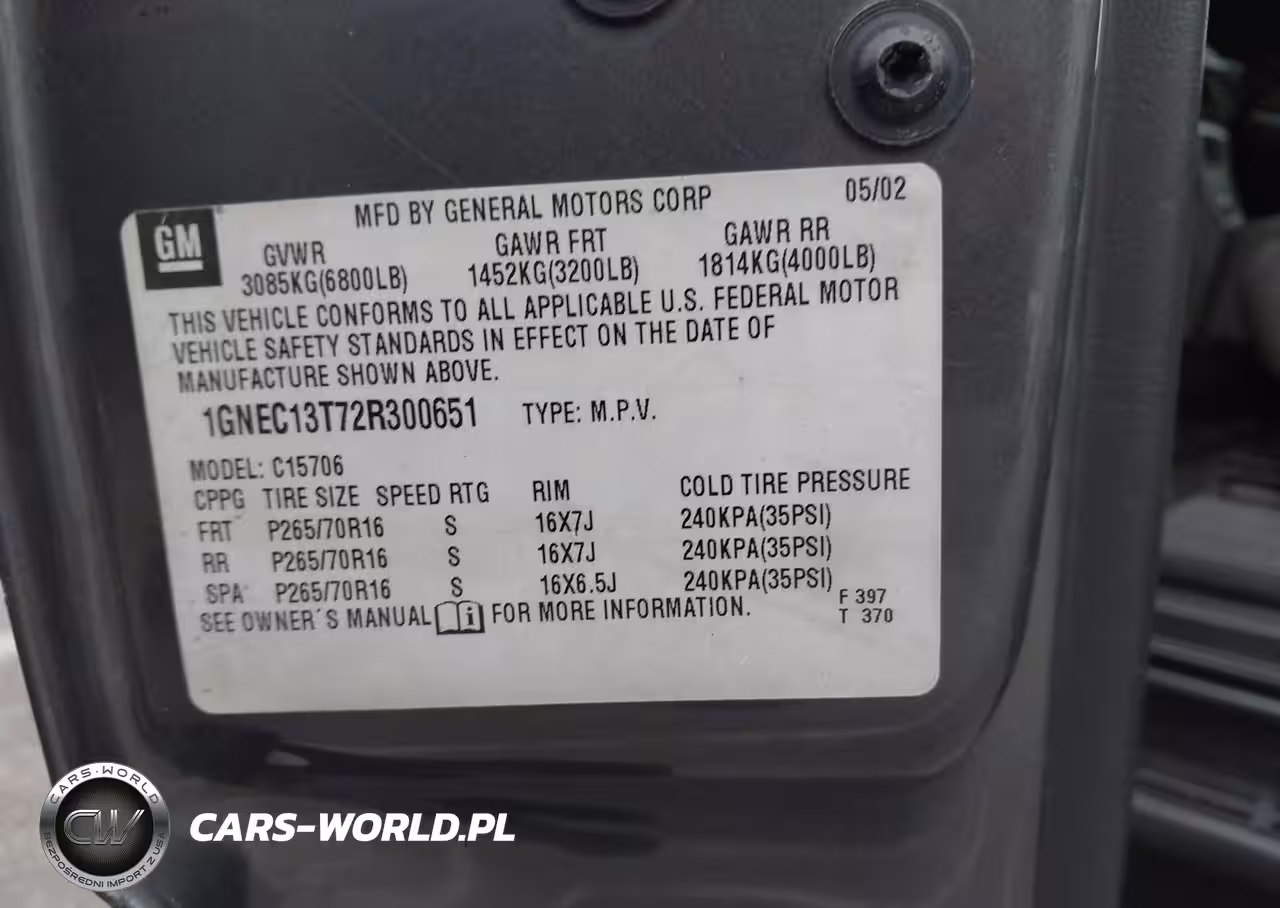 GM
MFD BY GENERAL MOTORS CORP 05/02
GVWR GAWR FRT GAWR RR
3085KG(6800LB) 1452KG(3200LB) 1814KG(4000LB)
THIS VEHICLE CONFORMS TO ALL APPLICABLE U.S. FEDERAL MOTOR
VEHICLE SAFETY STANDARDS IN EFFECT ON THE DATE OF
MANUFACTURE SHOWN ABOVE.
1GNEC13T72R300651 TYPE: M.P.V.
MODEL: C15706
CPPG TIRE SIZE SPEED RTG RIM COLD TIRE PRESSURE
FRT P265/70R16 S 16X7J 240KPA(35PSI)
RR P265/70R16 S 16X7J 240KPA(35PSI)
SPA P265/70R16 S 16X6.5J 240KPA(35PSI)
SEE OWNER´S MANUAL i FOR MORE INFORMATION.
F 397
T 370
CARS-WORLD
CW
BEZPOŚREDNI IMPORT Z USA
CARS-WORLD.PL